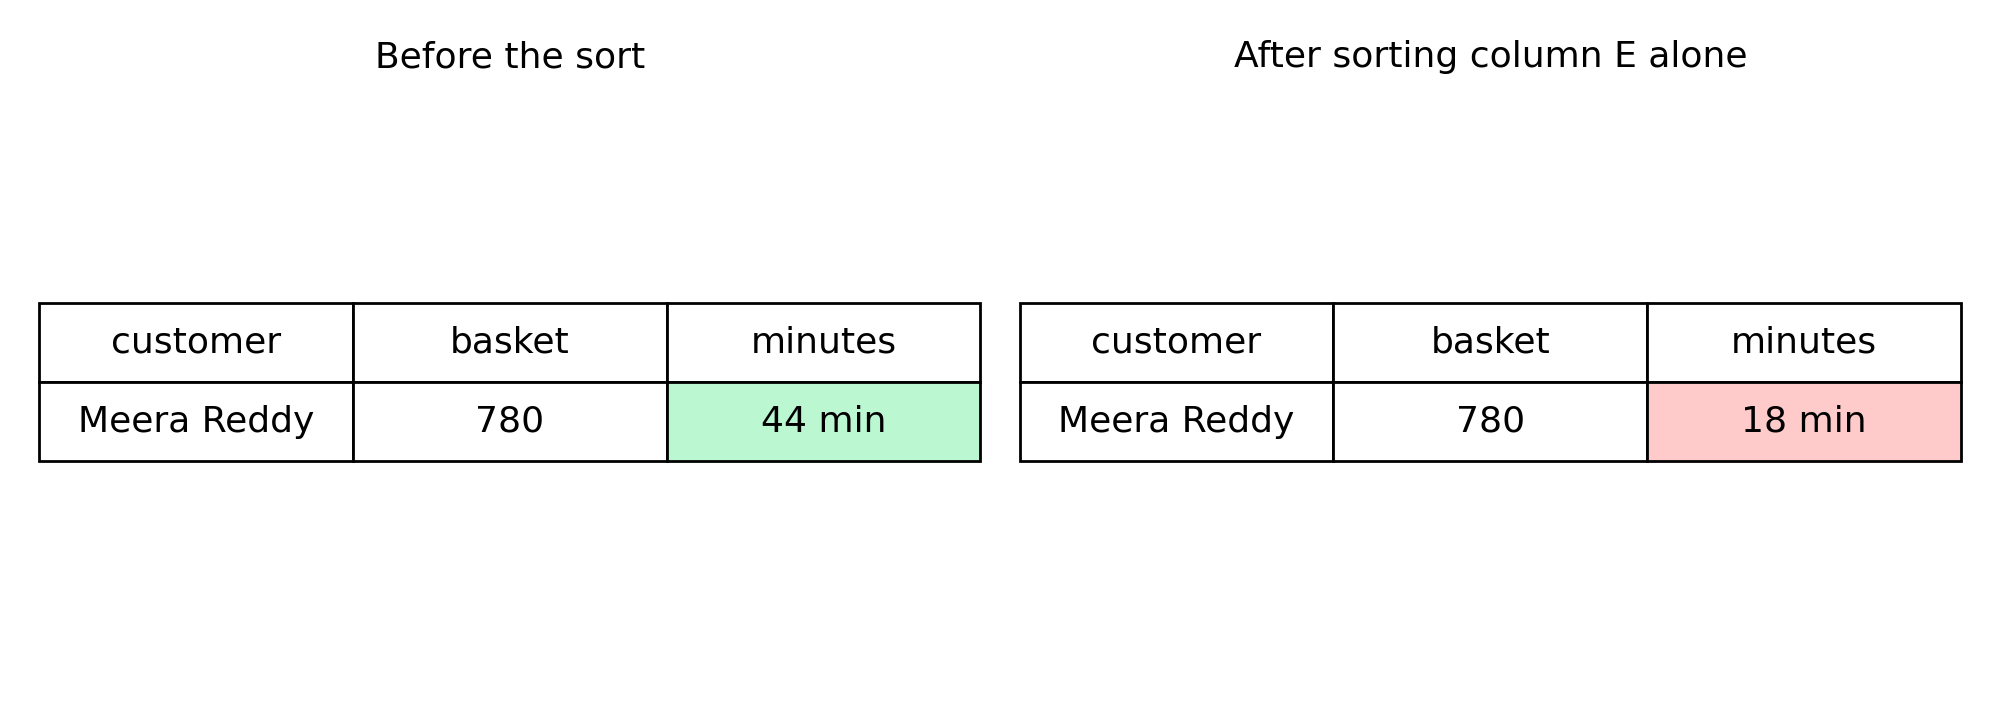 Before the sort
customer basket minutes
Meera Reddy 780 44 min
After sorting column E alone
customer basket minutes
Meera Reddy 780 18 min